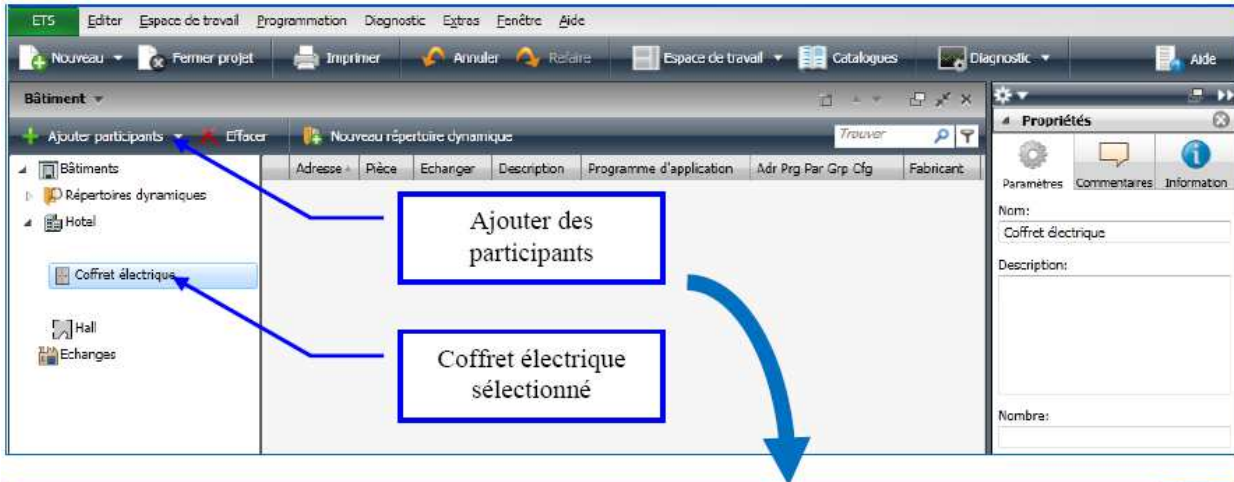 ETS Editer Espace de travail Programmation Diagnostic Extras Fenêtre Aide
Nouveau Fermer projet Imprimer Annuler Refaire Espace de travail Catalogues Diagnostic Aide
Bâtiment
Ajouter participants Effacer Nouveau répertoire dynamique Trouver
Adresse Pièce Echanger Description Programme d'application Adr Prg Par Grp Cfg Fabricant
Bâtiments
Répertoires dynamiques
Hotel
Coffret électrique
Hall
Echanges
Ajouter des
participants
Coffret électrique
sélectionné
Propriétés
Paramètres Commentaires Information
Nom:
Coffret électrique
Description:
Nombre: